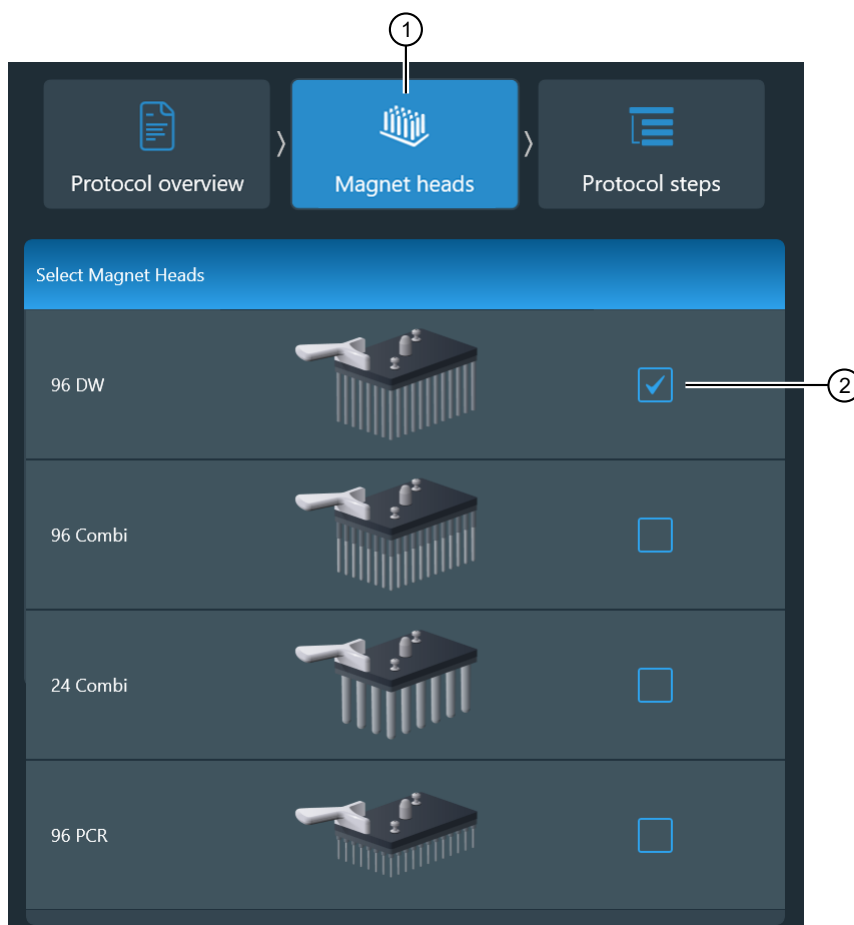 1
Protocol overview
Magnet heads
Protocol steps
Select Magnet Heads
96 DW
2
96 Combi
24 Combi
96 PCR